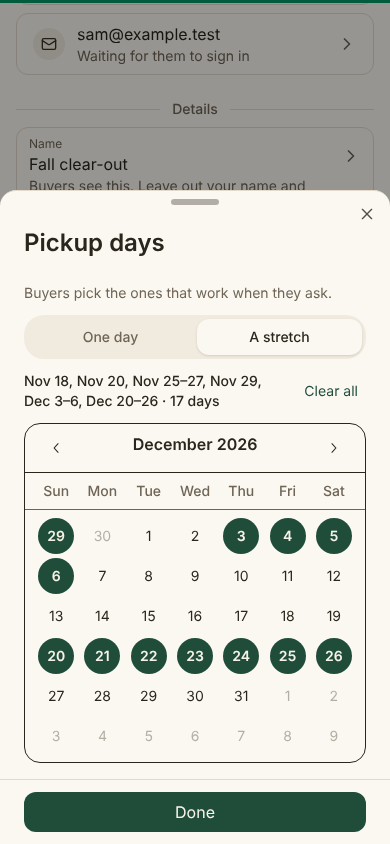 sam@example.test
Waiting for them to sign in
Details
Name
Fall clear-out
Buyers see this. Leave out your name and
Pickup days
Buyers pick the ones that work when they ask.
One day A stretch
Nov 18, Nov 20, Nov 25–27, Nov 29,
Dec 3–6, Dec 20–26 · 17 days
Clear all
December 2026
Sun Mon Tue Wed Thu Fri Sat
29 30 1 2 3 4 5
6 7 8 9 10 11 12
13 14 15 16 17 18 19
20 21 22 23 24 25 26
27 28 29 30 31 1 2
3 4 5 6 7 8 9
Done